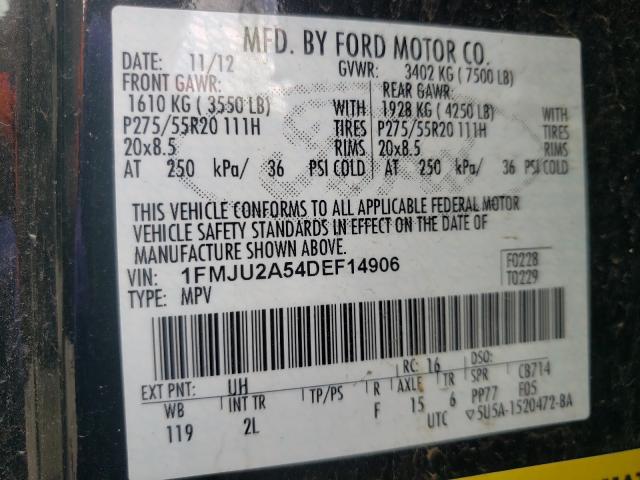 MFD. BY FORD MOTOR CO.
DATE: 11/12 GVWR: 3402 KG ( 7500 LB)
FRONT GAWR: REAR GAWR:
1610 KG ( 3550 LB) WITH 1928 KG ( 4250 LB) WITH
P275/55R20 111H TIRES P275/55R20 111H TIRES
20x8.5 RIMS 20x8.5 RIMS
AT 250 kPa/ 36 PSI COLD AT 250 kPa/ 36 PSI COLD
THIS VEHICLE CONFORMS TO ALL APPLICABLE FEDERAL MOTOR
VEHICLE SAFETY STANDARDS IN EFFECT ON THE DATE OF
MANUFACTURE SHOWN ABOVE.
VIN: 1FMJU2A54DEF14906 F0228
TYPE: MPV T0229
EXT PNT: UH RC: 16 DSO:
WB INT TR TP/PS R AXLE TR SPR CB714
119 2L F 15 6 PP77 F05
UTC 5U5A-1520472-BA